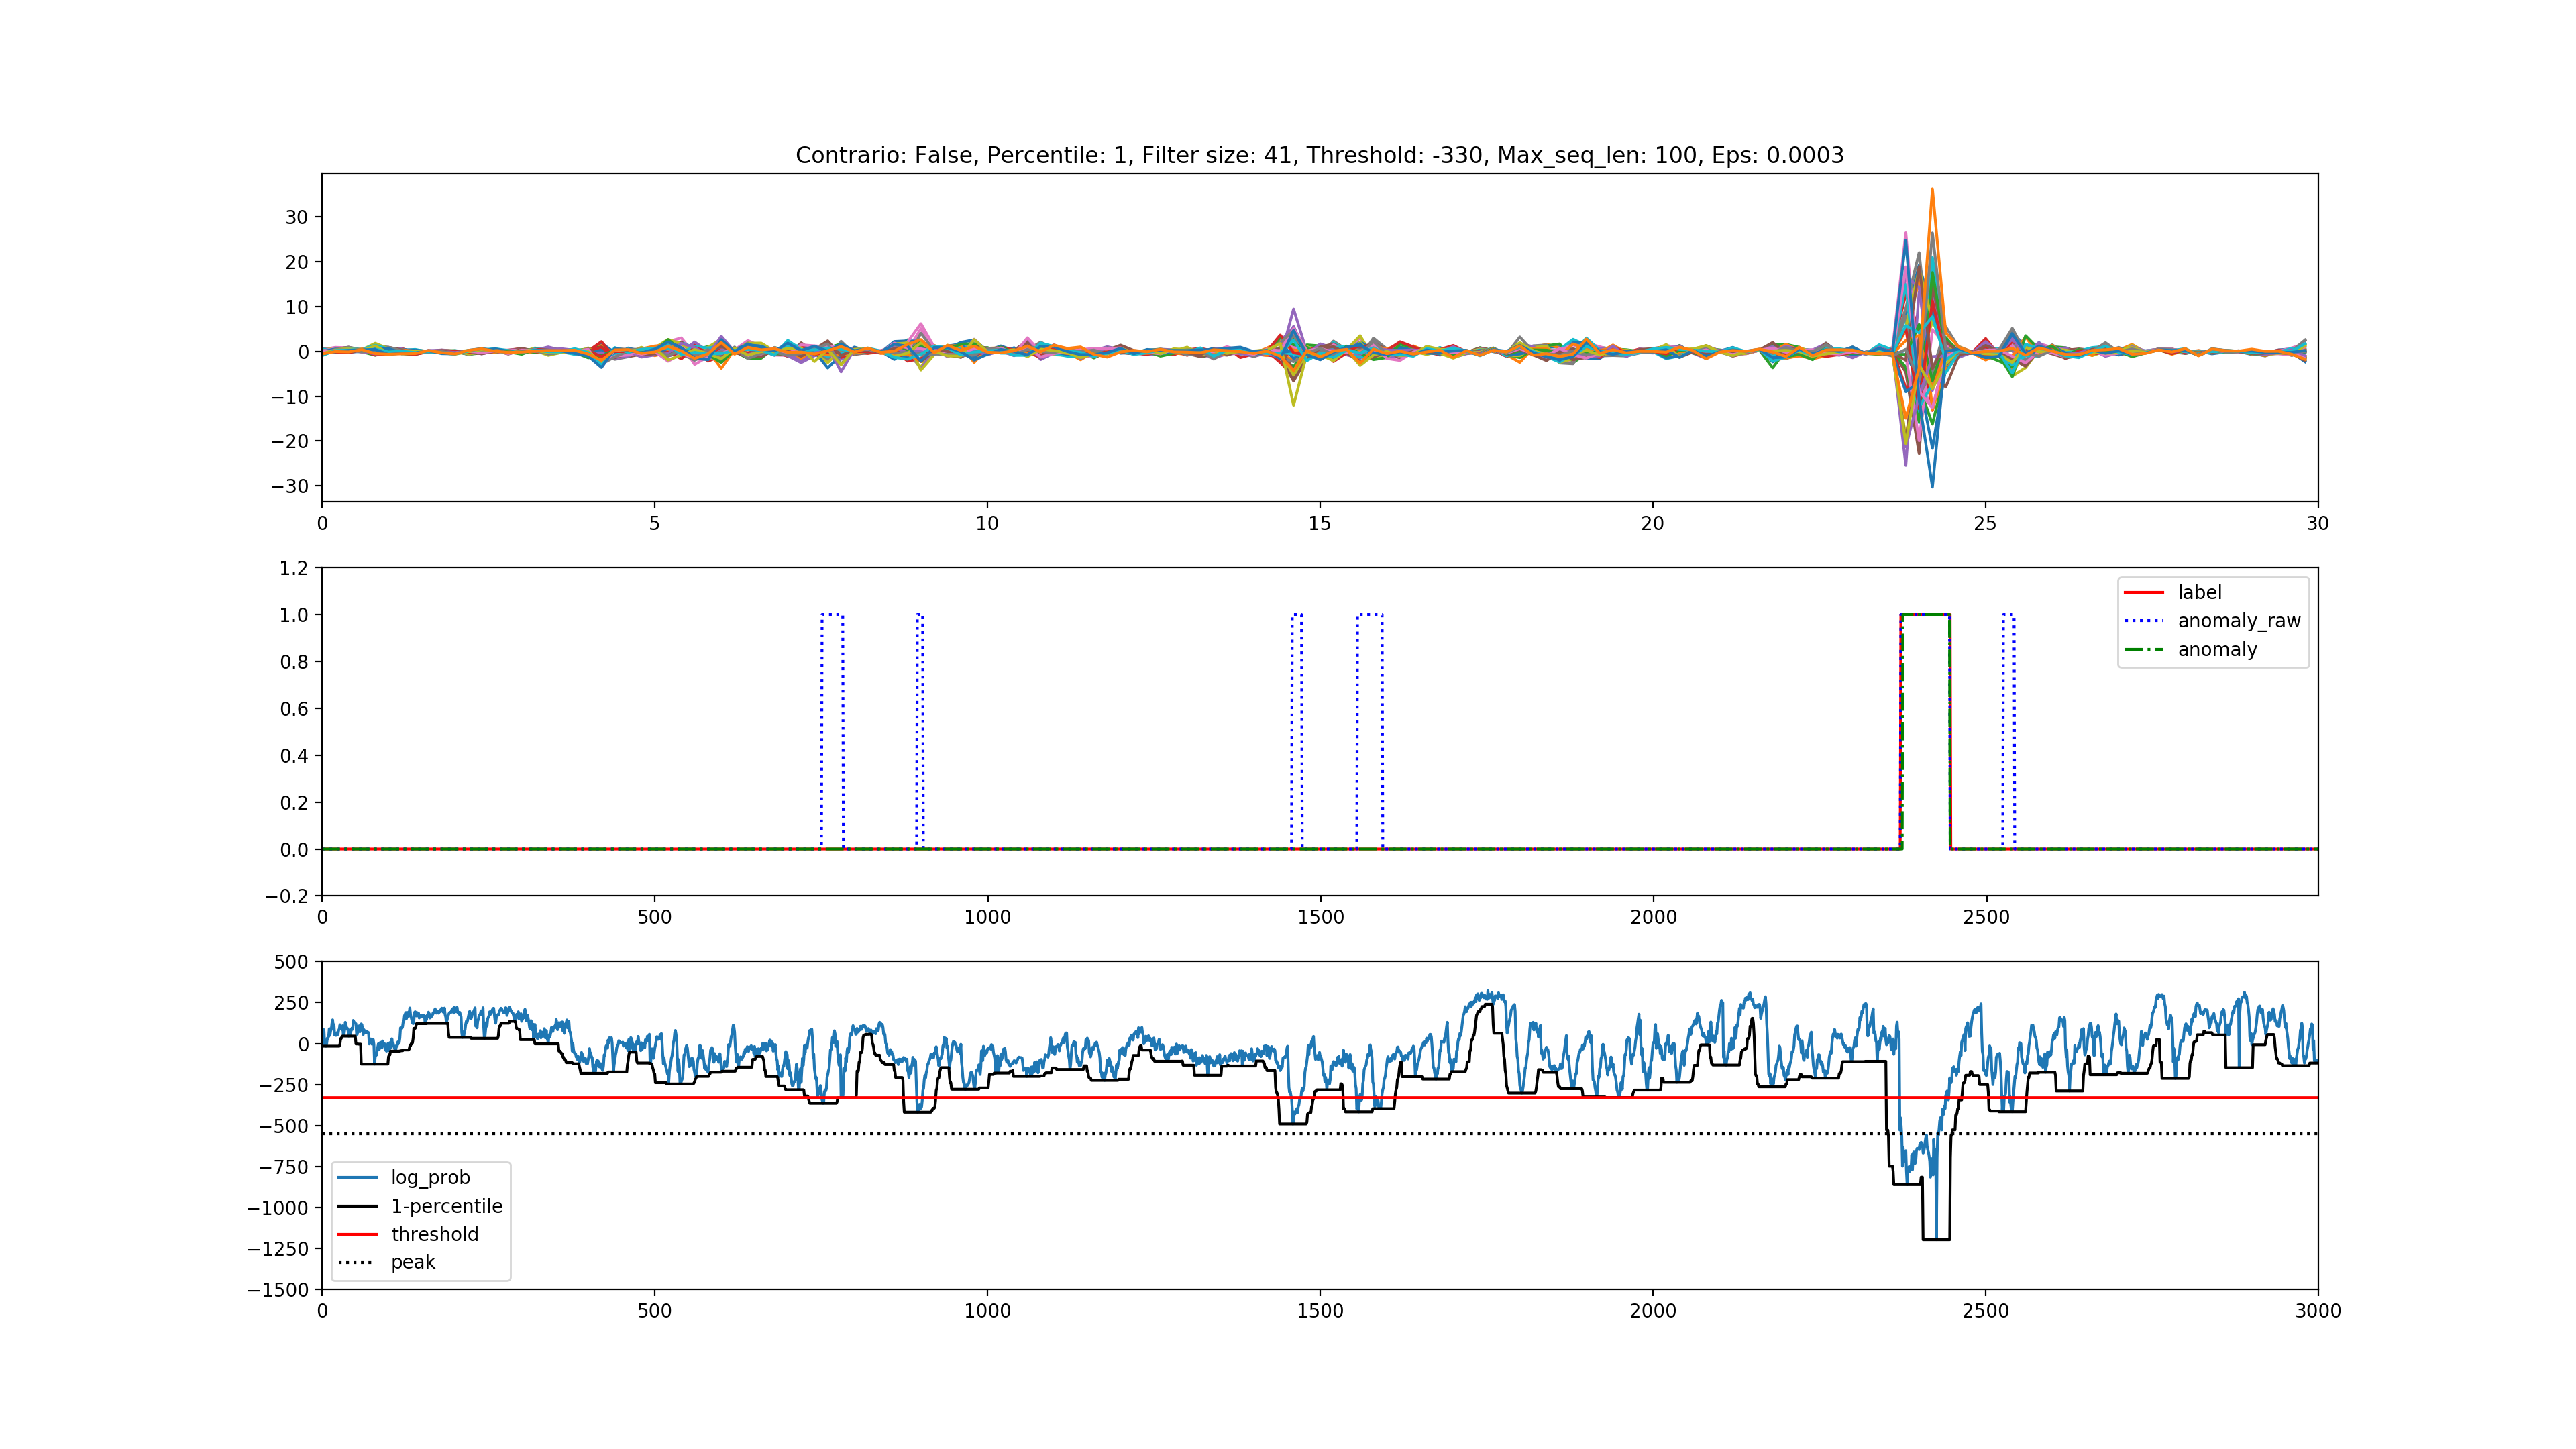 Contrario: False, Percentile: 1, Filter size: 41, Threshold: -330, Max_seq_len: 100, Eps: 0.0003
30
20
10
0
−10
−20
−30
0 5 10 15 20 25 30
1.2
1.0
0.8
0.6
0.4
0.2
0.0
−0.2
label
anomaly_raw
anomaly
0 500 1000 1500 2000 2500
500
250
0
−250
−500
−750
−1000
−1250
−1500
log_prob
1-percentile
threshold
peak
0 500 1000 1500 2000 2500 3000